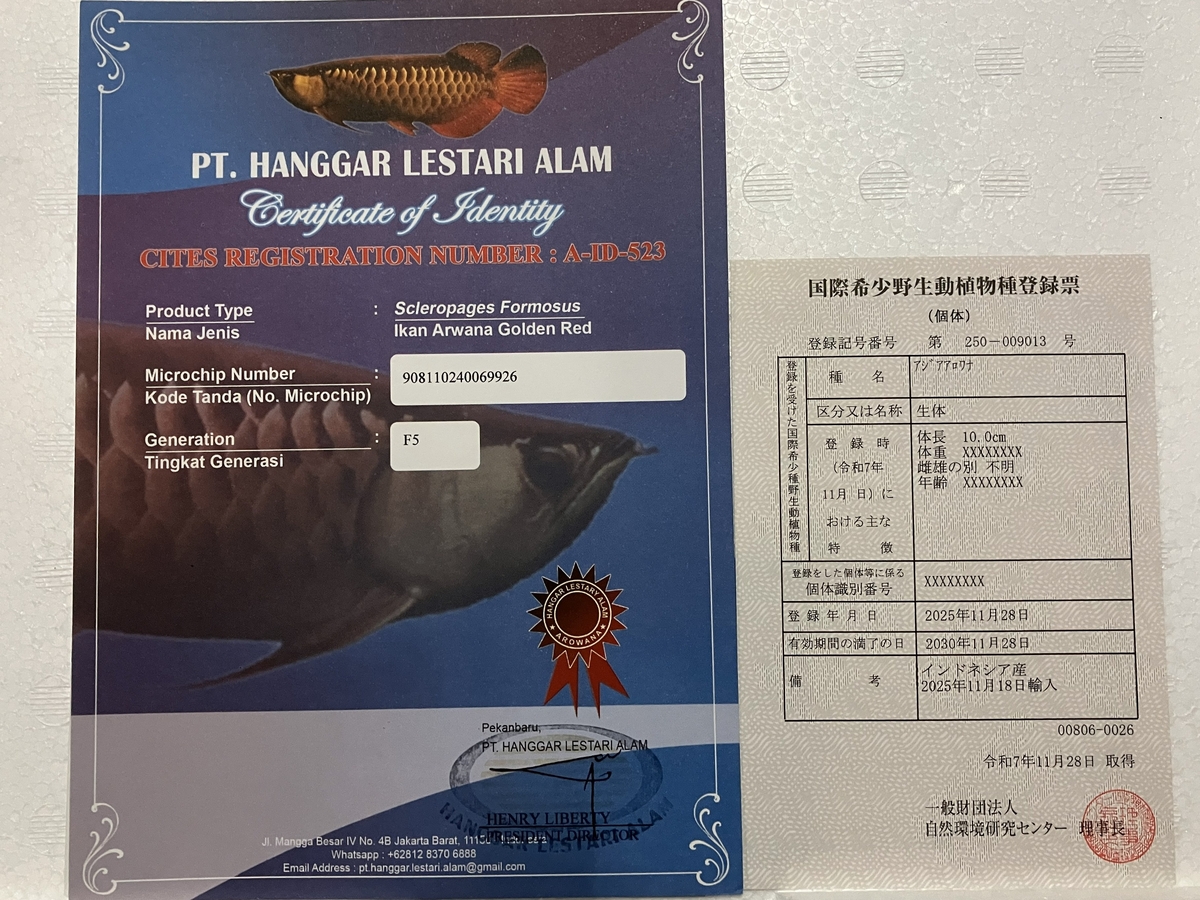 PT. HANGGAR LESTARI ALAM
Certificate of Identity
CITES REGISTRATION NUMBER : A-ID-523
Product Type : Scleropages Formosus
Nama Jenis Ikan Arwana Golden Red
Microchip Number : 908110240069926
Kode Tanda (No. Microchip)
Generation : F5
Tingkat Generasi
HANGGAR LESTARY ALAM
AROWANA
Pekanbaru,
PT. HANGGAR LESTARI ALAM
HENRY LIBERTY
PRESIDENT DIRECTOR
Jl. Mangga Besar IV No. 4B Jakarta Barat,
Whatsapp : +62812 8370 6888
Email Address : pt.hanggar.lestari.alam@gmail.com
国際希少野生動植物種登録票
(個体)
登録記号番号 第 250-009013 号
登録を受けた国際希少野生動植物種
種 名 アジアアロワナ
区分又は名称 生体
登録時(令和7年11月 日)における主な特徴
体長 10.0cm
体重 XXXXXXXX
雌雄の別 不明
年齢 XXXXXXXX
登録をした個体等に係る
個体識別番号 XXXXXXXX
登録年月日 2025年11月28日
有効期間の満了の日 2030年11月28日
備 考 インドネシア産
2025年11月18日輸入
00806-0026
令和7年11月28日 取得
一般財団法人
自然環境研究センター 理事長